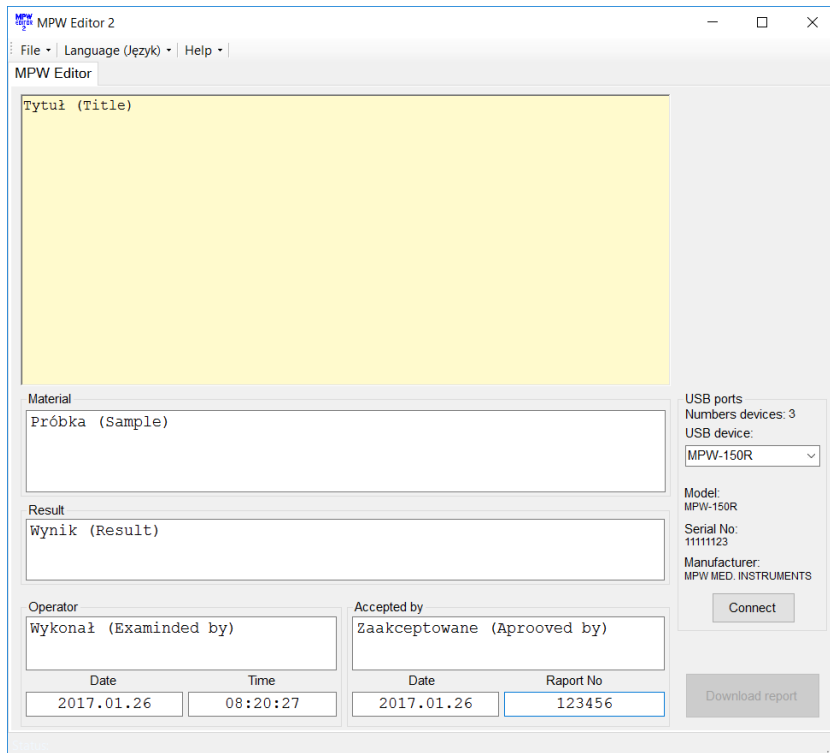 MPW EDITOR 2 MPW Editor 2
File Language (Język) Help
MPW Editor
Tytuł (Title)
Material
Próbka (Sample)
Result
Wynik (Result)
Operator
Wykonał (Examinded by)
Date Time
2017.01.26 08:20:27
Accepted by
Zaakceptowane (Aprooved by)
Date Raport No
2017.01.26 123456
USB ports
Numbers devices: 3
USB device:
MPW-150R
Model:
MPW-150R
Serial No:
11111123
Manufacturer:
MPW MED. INSTRUMENTS
Connect
Download report